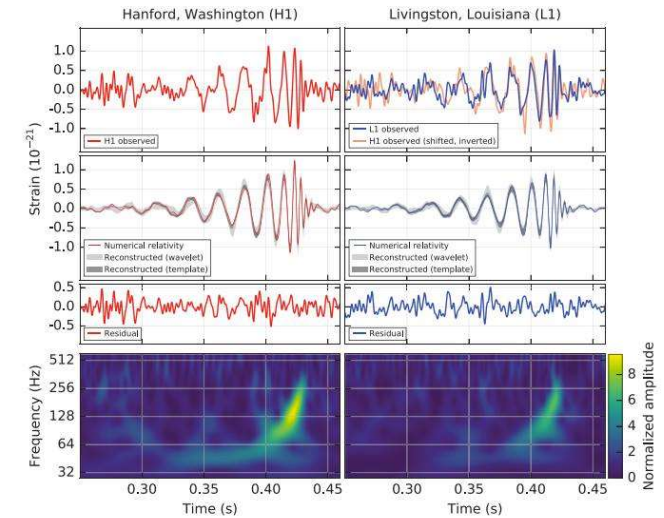 Hanford, Washington (H1)
Livingston, Louisiana (L1)
1.0
0.5
0.0
-0.5
-1.0
H1 observed
L1 observed
H1 observed (shifted, inverted)
Strain (10⁻²¹)
1.0
0.5
0.0
-0.5
-1.0
Numerical relativity
Reconstructed (wavelet)
Reconstructed (template)
Numerical relativity
Reconstructed (wavelet)
Reconstructed (template)
0.5
0.0
-0.5
Residual
Residual
Frequency (Hz)
512
256
128
64
32
8
6
4
2
0
Normalized amplitude
0.30
0.35
0.40
0.45
0.30
0.35
0.40
0.45
Time (s)
Time (s)